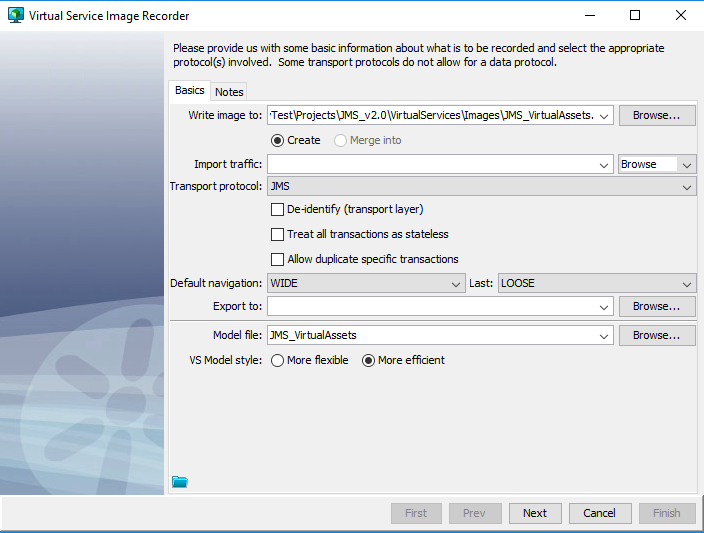 Virtual Service Image Recorder
Please provide us with some basic information about what is to be recorded and select the appropriate
protocol(s) involved. Some transport protocols do not allow for a data protocol.
Basics Notes
Write image to: Test\Projects\JMS_v2.0\VirtualServices\Images\JMS_VirtualAssets. Browse...
Create Merge into
Import traffic: Browse
Transport protocol: JMS
De-identify (transport layer)
Treat all transactions as stateless
Allow duplicate specific transactions
Default navigation: WIDE Last: LOOSE
Export to: Browse...
Model file: JMS_VirtualAssets Browse...
VS Model style: More flexible More efficient
First Prev Next Cancel Finish